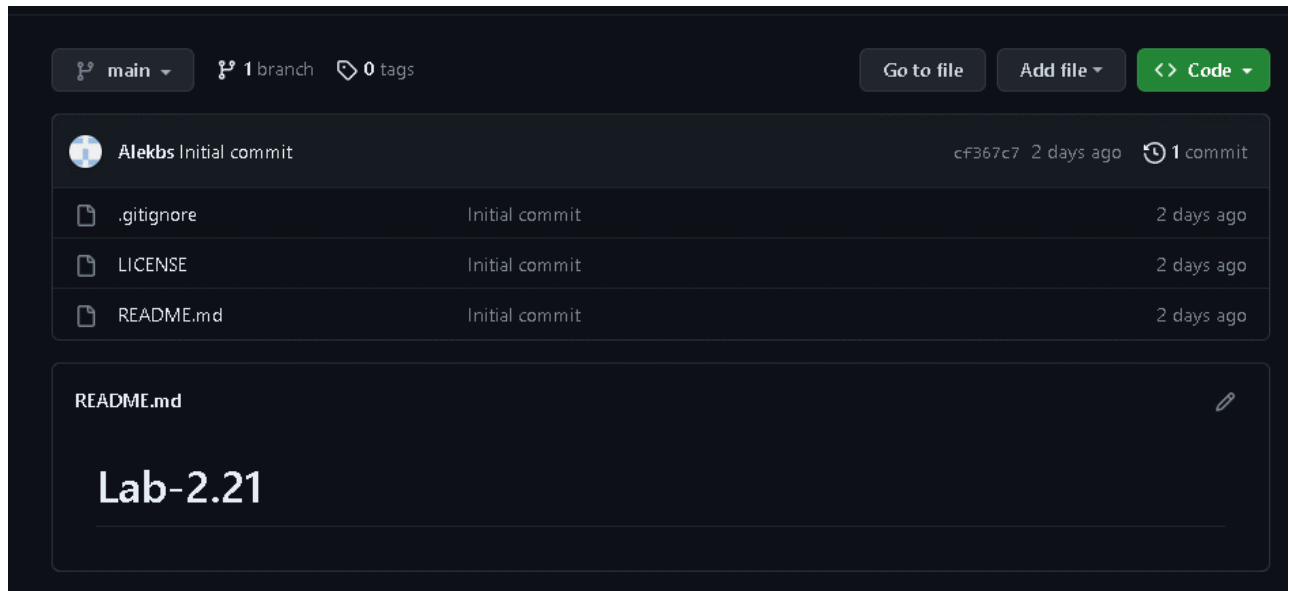 main 1 branch 0 tags Go to file Add file Code
Alekbs Initial commit cf367c7 2 days ago 1 commit
.gitignore Initial commit 2 days ago
LICENSE Initial commit 2 days ago
README.md Initial commit 2 days ago
README.md
Lab-2.21